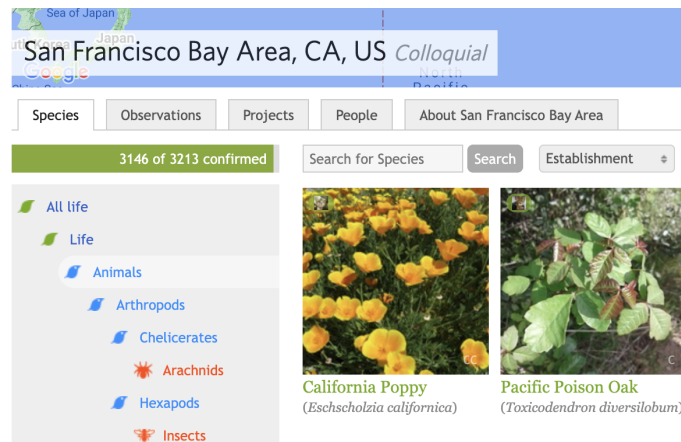 Sea of Japan
Japan
San Francisco Bay Area, CA, US Colloquial
Google
North
Pacific
Species
Observations
Projects
People
About San Francisco Bay Area
3146 of 3213 confirmed
Search for Species
Search
Establishment
All life
Life
Animals
Arthropods
Chelicerates
Arachnids
Hexapods
Insects
CC
C
California Poppy
(Eschscholzia californica)
Pacific Poison Oak
(Toxicodendron diversilobum)